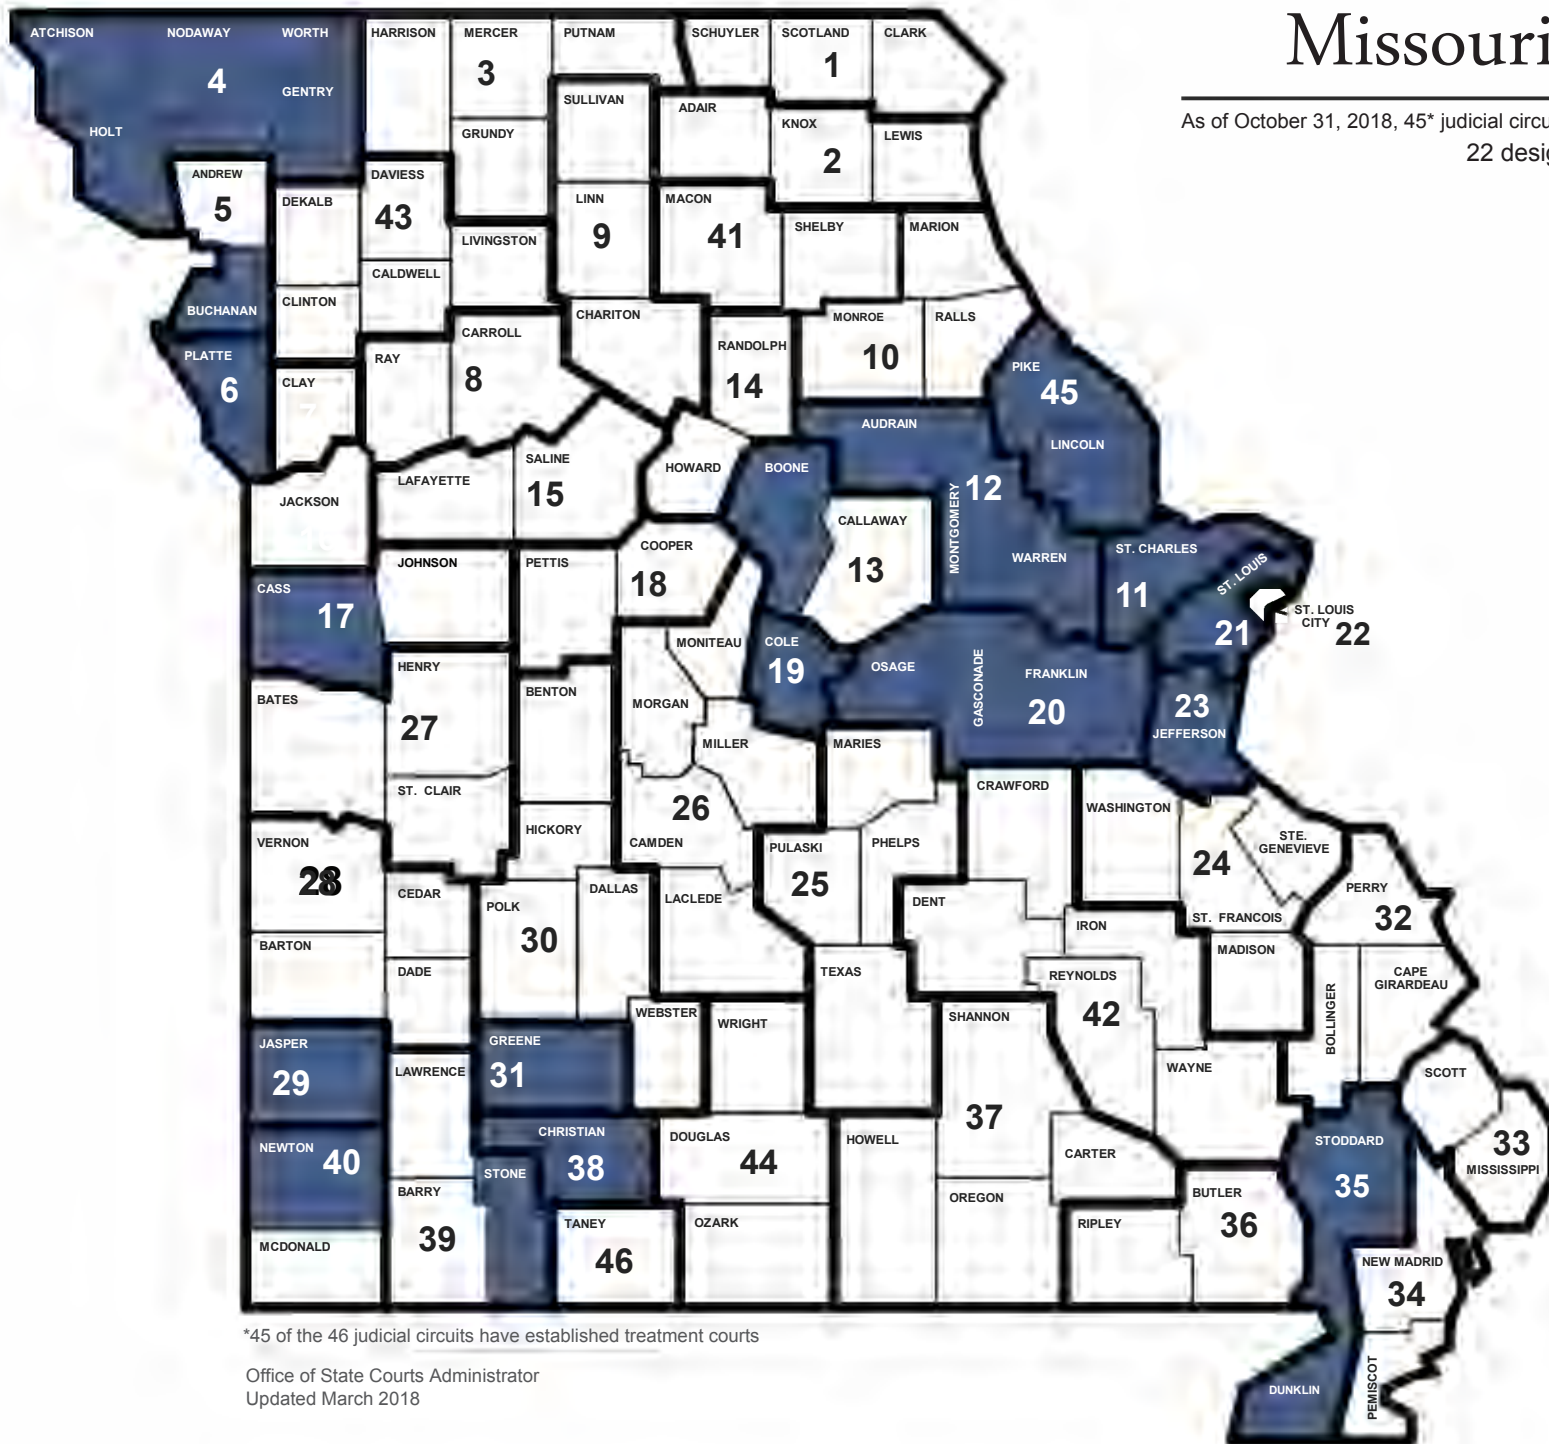 Missouri
As of October 31, 2018, 45* judicial circu
22 desig
ATCHISON
NODAWAY
WORTH
HARRISON
MERCER
PUTNAM
SCHUYLER
SCOTLAND
CLARK
4
3
1
GENTRY
SULLIVAN
ADAIR
HOLT
GRUNDY
KNOX
LEWIS
2
ANDREW
5
DEKALB
DAVIESS
43
LINN
9
MACON
41
SHELBY
MARION
LIVINGSTON
CALDWELL
BUCHANAN
CLINTON
CHARITON
MONROE
10
RALLS
CARROLL
8
RANDOLPH
14
PLATTE
6
CLAY
7
RAY
PIKE
45
LINCOLN
AUDRAIN
SALINE
15
HOWARD
BOONE
LAFAYETTE
JACKSON
MONTGOMERY
12
CALLAWAY
13
WARREN
ST. CHARLES
11
COOPER
18
JOHNSON
PETTIS
CASS
17
ST. LOUIS
21
ST. LOUIS
CITY
22
MONITEAU
COLE
19
HENRY
27
OSAGE
GASCONADE
FRANKLIN
20
BATES
BENTON
MORGAN
23
JEFFERSON
MILLER
MARIES
ST. CLAIR
CRAWFORD
26
CAMDEN
WASHINGTON
HICKORY
VERNON
28
PULASKI
25
PHELPS
STE.
GENEVIEVE
24
ST. FRANCOIS
CEDAR
POLK
30
DALLAS
LACLEDE
DENT
PERRY
32
IRON
BARTON
DADE
TEXAS
REYNOLDS
42
MADISON
CAPE
GIRARDEAU
BOLLINGER
WEBSTER
WRIGHT
SHANNON
37
JASPER
29
GREENE
31
LAWRENCE
WAYNE
SCOTT
NEWTON
40
CHRISTIAN
38
DOUGLAS
44
HOWELL
CARTER
STODDARD
35
33
MISSISSIPPI
STONE
BARRY
39
OREGON
BUTLER
36
TANEY
46
OZARK
RIPLEY
MCDONALD
NEW MADRID
34
*45 of the 46 judicial circuits have established treatment courts
Office of State Courts Administrator
Updated March 2018
DUNKLIN
PEMISCOT